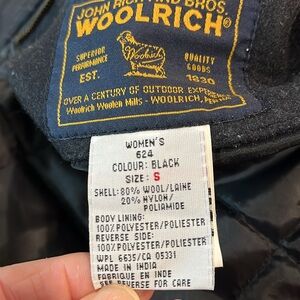 JOHN RICH AND BROS.
WOOLRICH®
SUPERIOR
PERFORMANCE
EST.
Woolrich
QUALITY
GOODS
1830
OVER A CENTURY OF OUTDOOR EXPERIENCE
Woolrich Woolen Mills - WOOLRICH,
WOMEN'S
624
COLOUR: BLACK
SIZE: S
SHELL: 80% WOOL/LAINE
20% NYLON/
POLIAMIDE
BODY LINING:
100% POLYESTER/POLIESTER
REVERSE SIDE:
100% POLYESTER/POLIESTER
WPL 6635/CA 05331
MADE IN INDIA
FABRIQUE EN INDE
SEE REVERSE FOR CARE